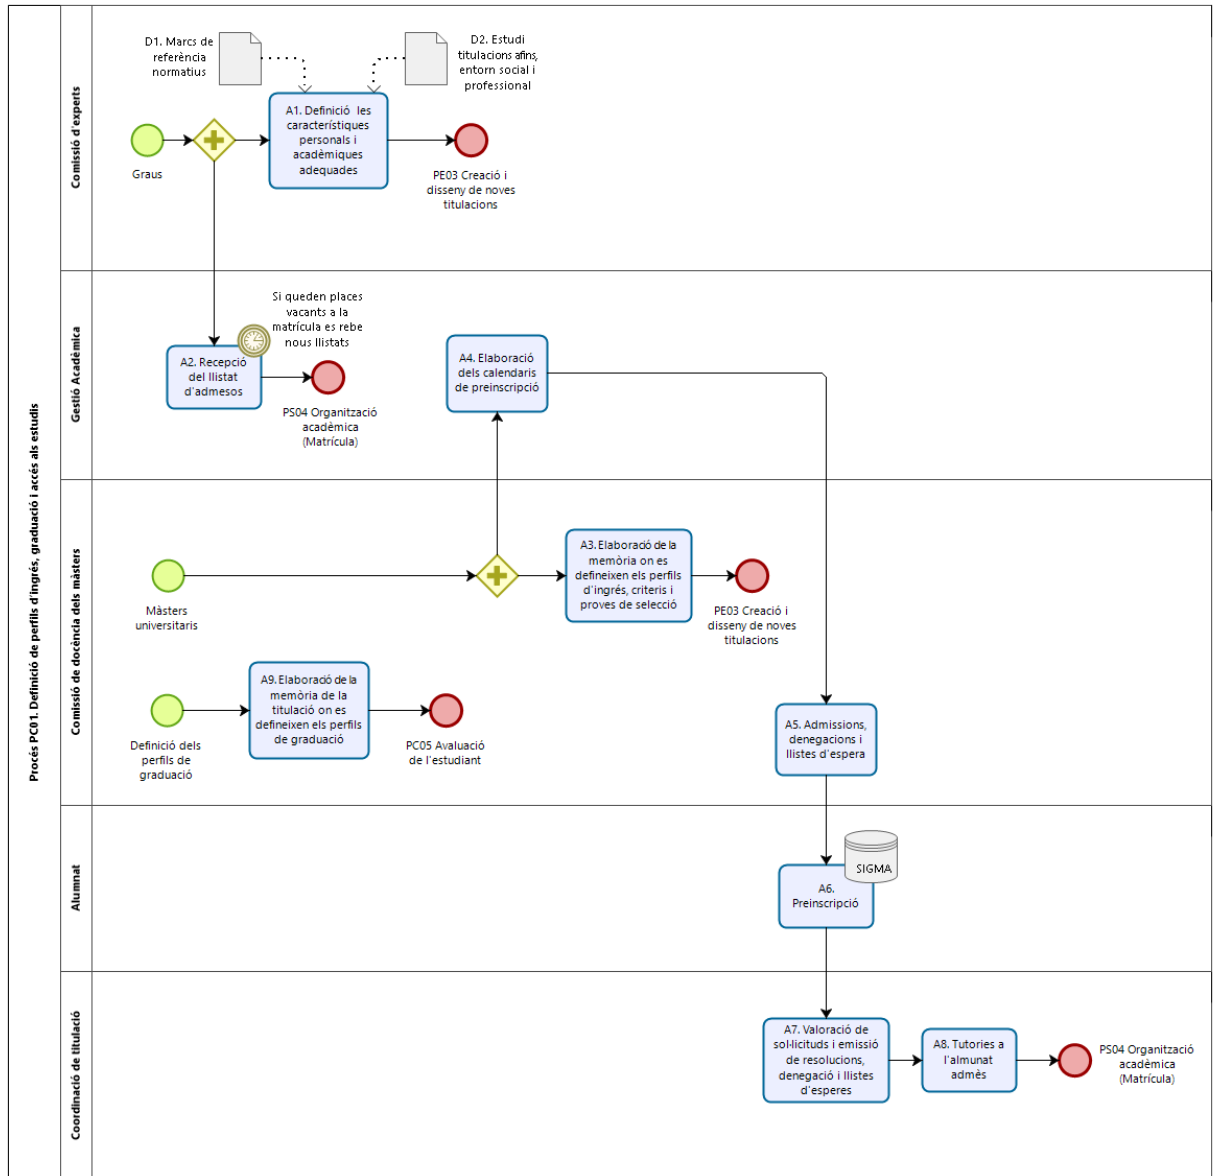 Procés PC01. Definició de perfils d'ingrés, graduació i accés als estudis
Comissió d'experts
D1. Marcs de
referència
normatius
D2. Estudi
titulacions afins,
entorn social i
professional
A1. Definició les
característiques
personals i
acadèmiques
adequades
Graus
PE03 Creació i
disseny de noves
titulacions
Gestió Acadèmica
Si queden places
vacants a la
matrícula es rebe
nous llistats
A2. Recepció
del llistat
d'admesos
PS04 Organització
acadèmica
(Matrícula)
A4. Elaboració
dels calendaris
de preinscripció
Comissió de docència dels màsters
Màsters
universitaris
A3. Elaboració de la
memòria on es
defineixen els perfils
d'ingrés, criteris i
proves de selecció
PE03 Creació i
disseny de noves
titulacions
Definició dels
perfils de
graduació
A9. Elaboració de la
memòria de la
titulació on es
defineixen els perfils
de graduació
PC05 Avaluació
de l'estudiant
A5. Admissions,
denegacions i
llistes d'espera
Alumnat
SIGMA
A6.
Preinscripció
Coordinació de titulació
A7. Valoració de
sol·licituds i emissió
de resolucions,
denegació i llistes
d'esperes
A8. Tutories a
l'almunat
admès
PS04 Organització
acadèmica
(Matrícula)